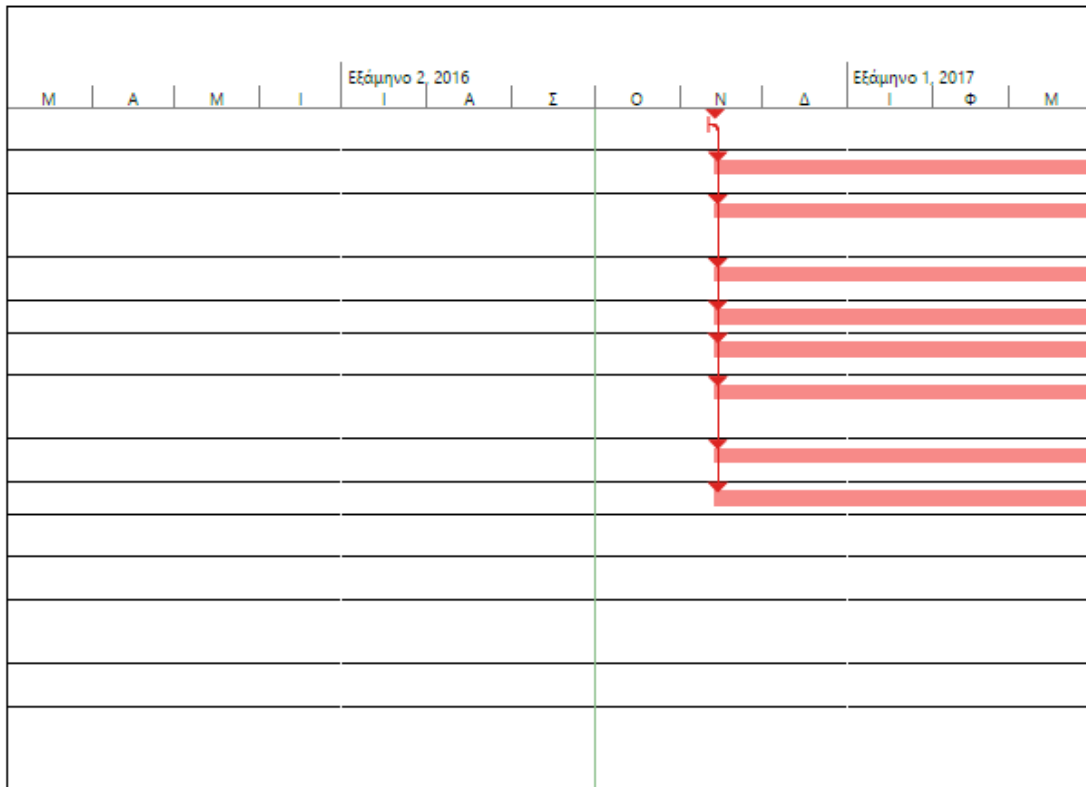 Εξάμηνο 2, 2016 Εξάμηνο 1, 2017
Μ Α Μ Ι Ι Α Σ Ο Ν Δ Ι Φ Μ